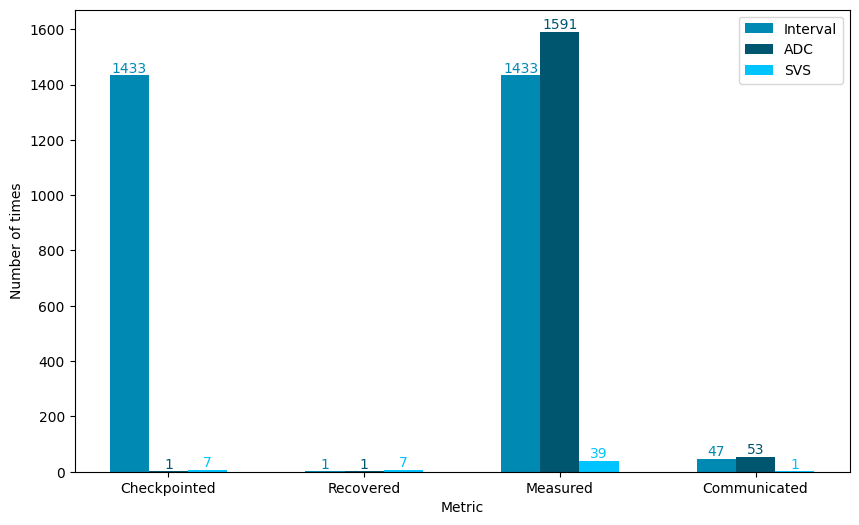 1600
1400
1200
1000
800
600
400
200
0
Number of times
1433
1
7
1
1
7
1433
1591
39
47
53
1
Interval
ADC
SVS
Checkpointed
Recovered
Measured
Communicated
Metric